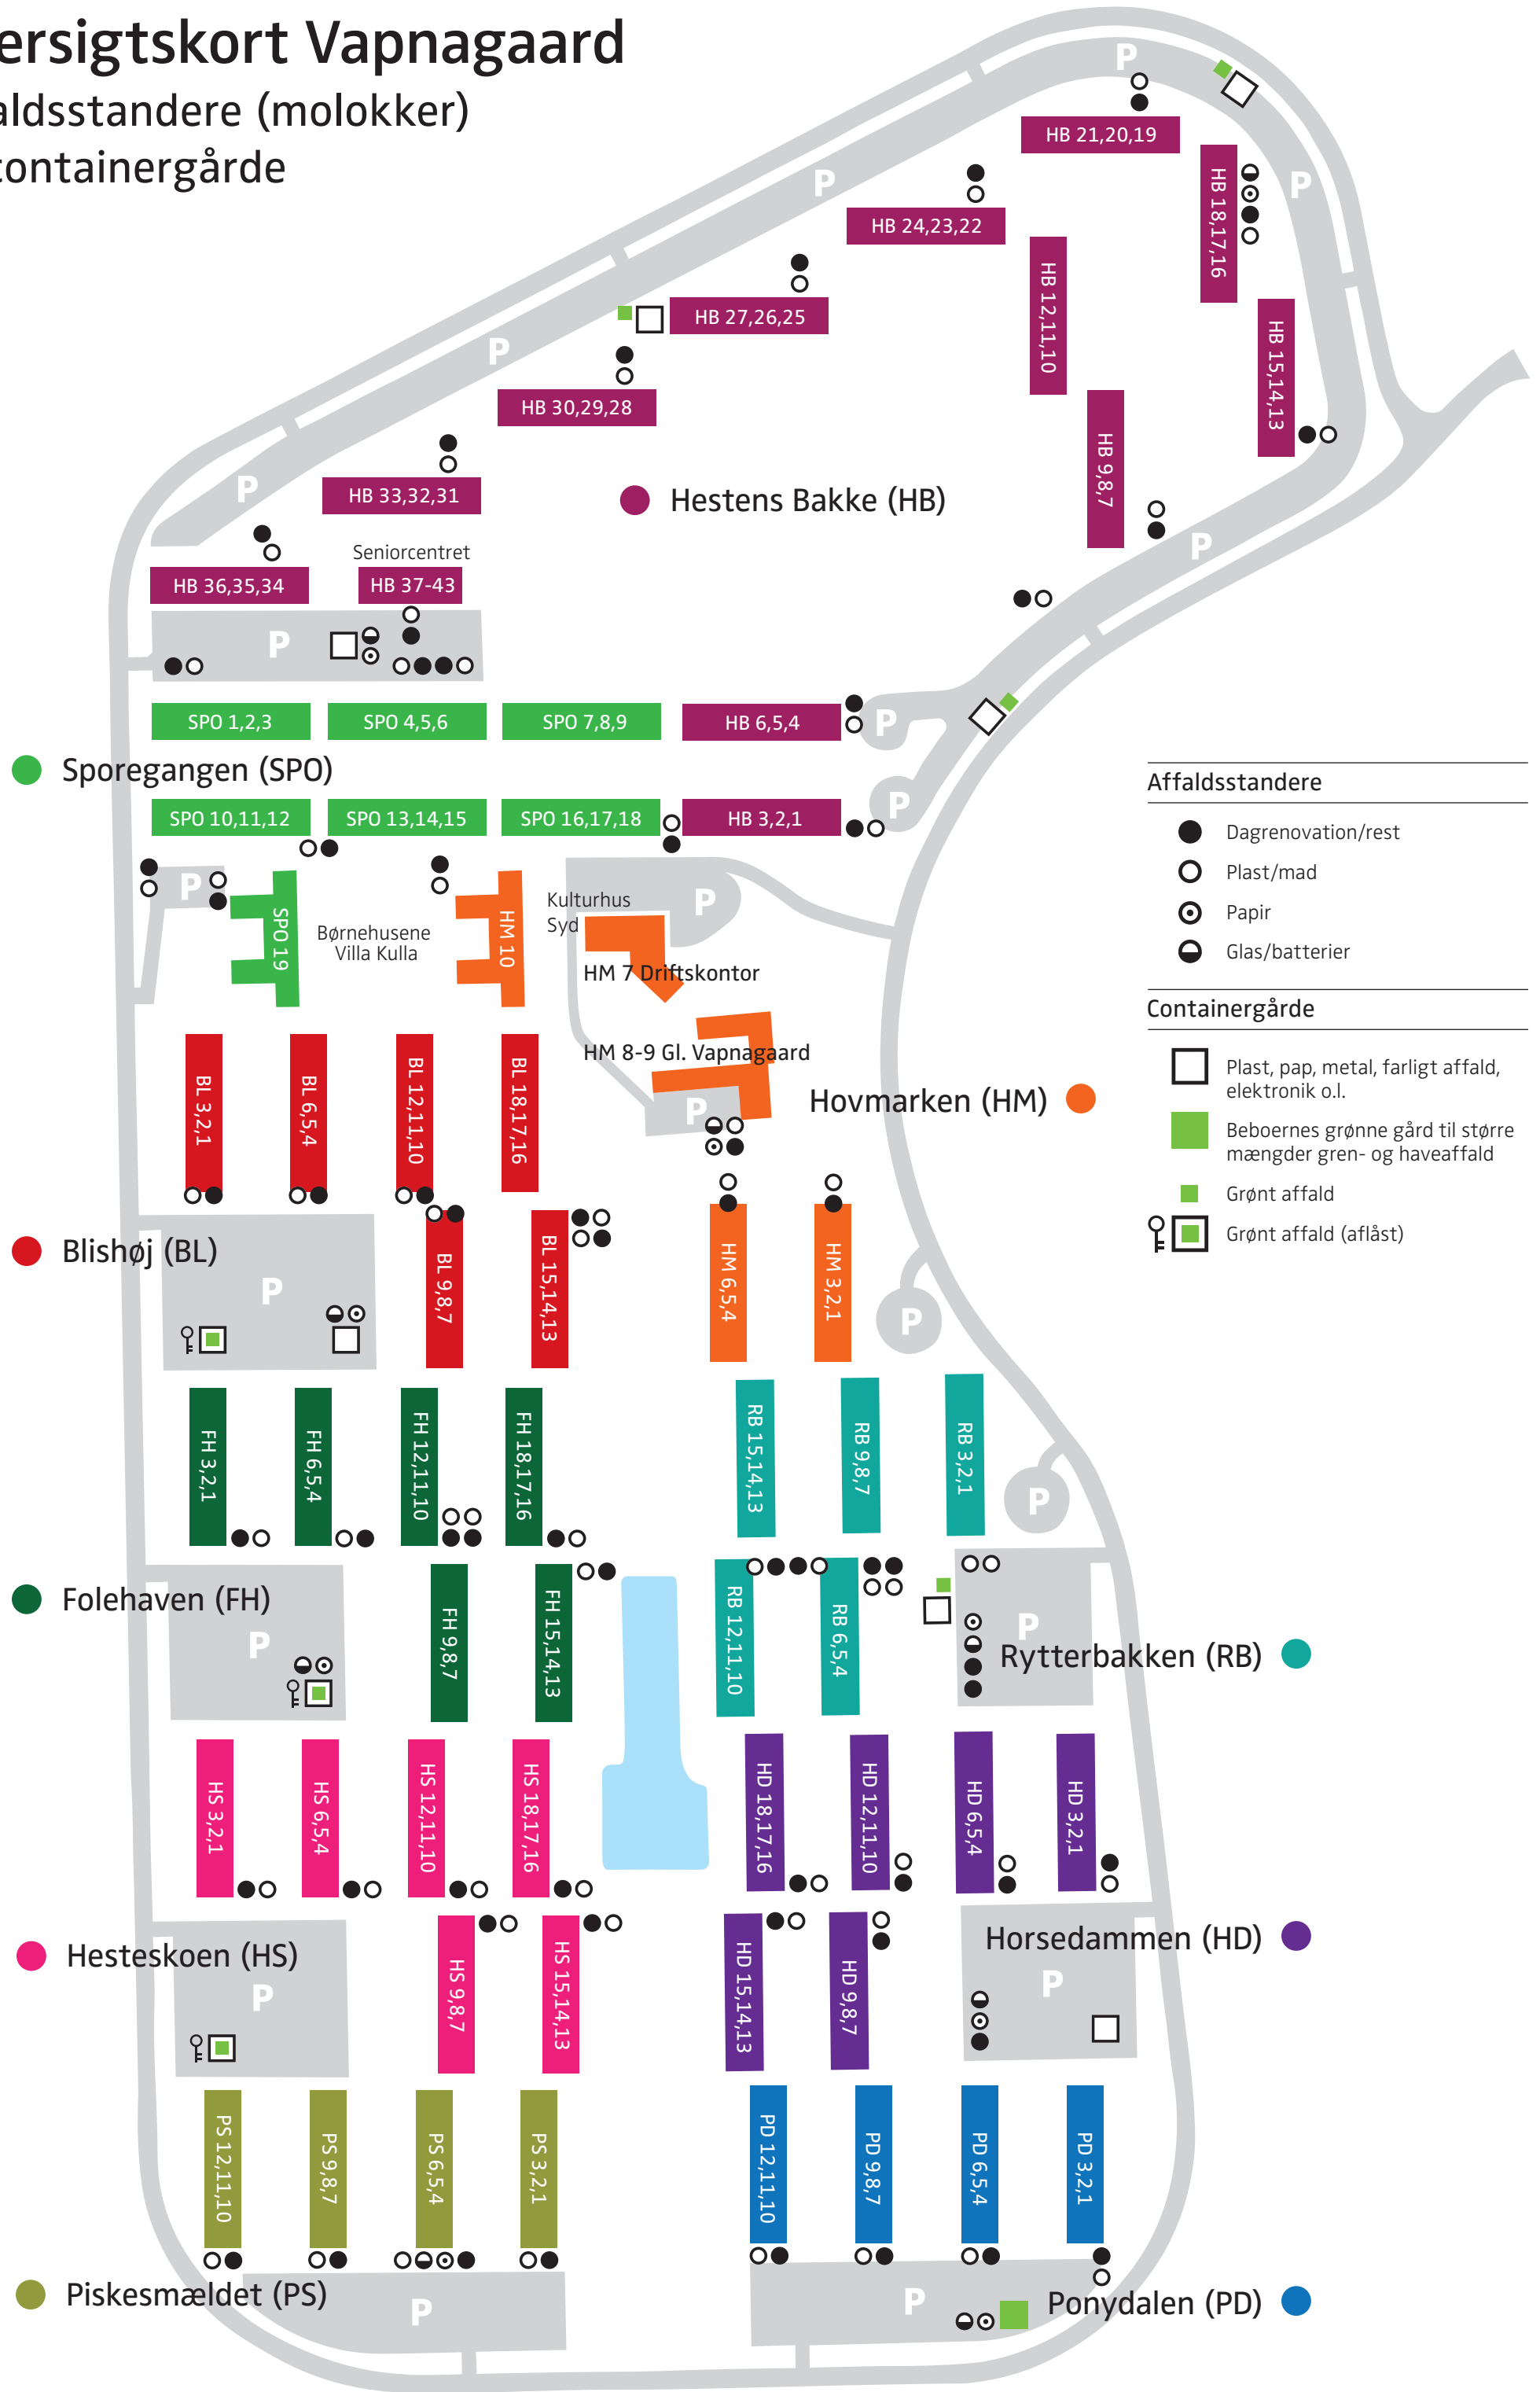 ersigtskort Vapnagaard
aldsstandere (molokker)
containergårde
P
HB 21,20,19
P
HB 18,17,16
P
HB 24,23,22
HB 12,11,10
HB 27,26,25
HB 15,14,13
P
HB 30,29,28
HB 9,8,7
P
HB 33,32,31
Hestens Bakke (HB)
P
Seniorcentret
HB 36,35,34
HB 37-43
P
SPO 1,2,3
SPO 4,5,6
SPO 7,8,9
HB 6,5,4
P
Sporegangen (SPO)
SPO 10,11,12
SPO 13,14,15
SPO 16,17,18
HB 3,2,1
P
Affaldsstandere
Dagrenovation/rest
Plast/mad
Papir
Glas/batterier
Containergårde
Plast, pap, metal, farligt affald,
elektronik o.l.
Beboernes grønne gård til større
mængder gren- og haveaffald
Grønt affald
Grønt affald (aflåst)
P
SPO 19
Børnehusene
Villa Kulla
HM 10
Kulturhus
Syd
P
HM 7 Driftskontor
HM 8-9 Gl. Vapnagaard
P
Hovmarken (HM)
BL 3,2,1
BL 6,5,4
BL 12,11,10
BL 18,17,16
Blishøj (BL)
P
BL 9,8,7
BL 15,14,13
HM 6,5,4
HM 3,2,1
P
FH 3,2,1
FH 6,5,4
FH 12,11,10
FH 18,17,16
RB 15,14,13
RB 9,8,7
RB 3,2,1
P
Folehaven (FH)
P
FH 9,8,7
FH 15,14,13
RB 12,11,10
RB 6,5,4
P
Rytterbakken (RB)
HS 3,2,1
HS 6,5,4
HS 12,11,10
HS 18,17,16
HD 18,17,16
HD 12,11,10
HD 6,5,4
HD 3,2,1
Hesteskoen (HS)
P
HS 9,8,7
HS 15,14,13
HD 15,14,13
HD 9,8,7
Horsedammen (HD)
P
PS 12,11,10
PS 9,8,7
PS 6,5,4
PS 3,2,1
PD 12,11,10
PD 9,8,7
PD 6,5,4
PD 3,2,1
Piskesmældet (PS)
P
P
Ponydalen (PD)